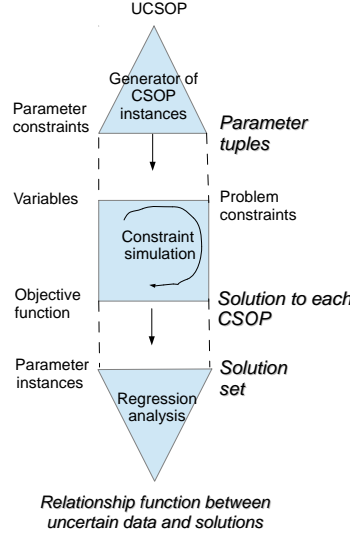 UCSOP
Generator of
CSOP
instances
Parameter
constraints
Parameter
tuples
Variables
Problem
constraints
Constraint
simulation
Objective
function
Solution to each
CSOP
Parameter
instances
Solution
set
Regression
analysis
Relationship function between
uncertain data and solutions